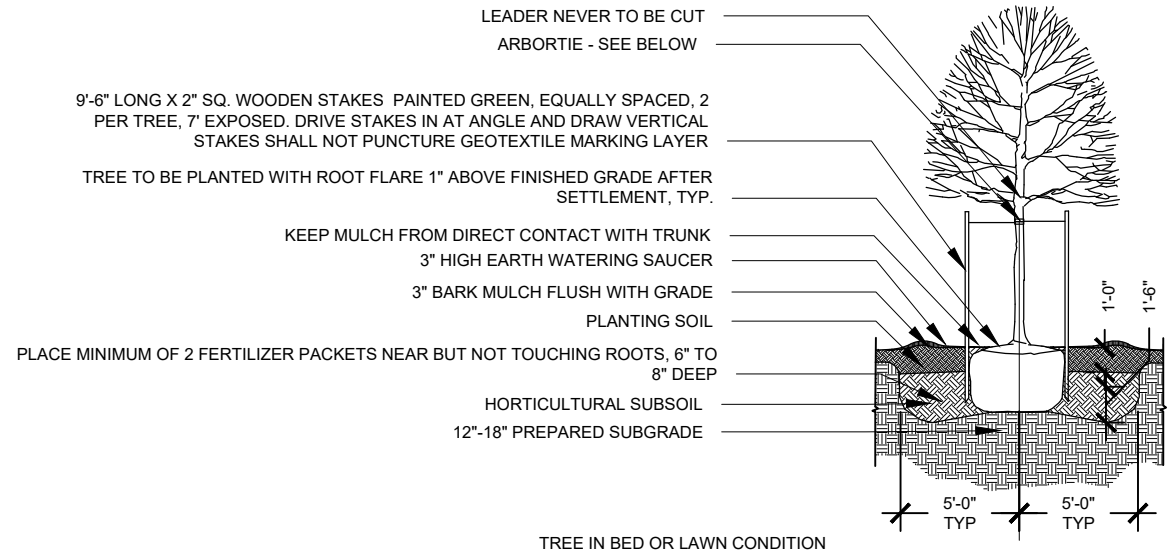 LEADER NEVER TO BE CUT
ARBORTIE - SEE BELOW
9'-6" LONG X 2" SQ. WOODEN STAKES PAINTED GREEN, EQUALLY SPACED, 2
PER TREE, 7' EXPOSED. DRIVE STAKES IN AT ANGLE AND DRAW VERTICAL
STAKES SHALL NOT PUNCTURE GEOTEXTILE MARKING LAYER
TREE TO BE PLANTED WITH ROOT FLARE 1" ABOVE FINISHED GRADE AFTER
SETTLEMENT, TYP.
KEEP MULCH FROM DIRECT CONTACT WITH TRUNK
3" HIGH EARTH WATERING SAUCER
3" BARK MULCH FLUSH WITH GRADE
PLANTING SOIL
PLACE MINIMUM OF 2 FERTILIZER PACKETS NEAR BUT NOT TOUCHING ROOTS, 6" TO
8" DEEP
HORTICULTURAL SUBSOIL
12"-18" PREPARED SUBGRADE
1'-0"
1'-6"
5'-0"
TYP
5'-0"
TYP
TREE IN BED OR LAWN CONDITION